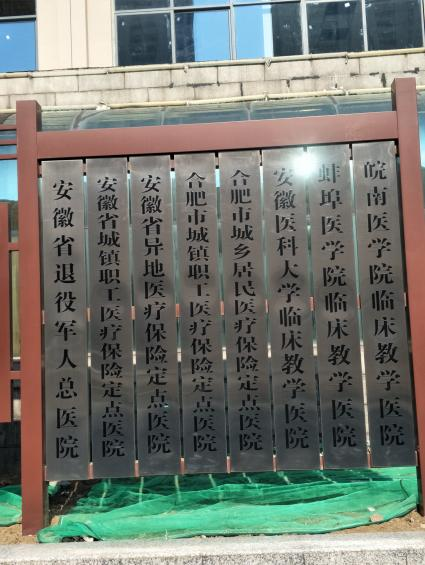 安徽省退役军人总医院
安徽省城镇职工医疗保险定点医院
安徽省异地医疗保险定点医院
合肥市城镇职工医疗保险定点医院
合肥市城乡居民医疗保险定点医院
安徽医科大学临床教学医院
蚌埠医学院临床教学医院
皖南医学院临床教学医院